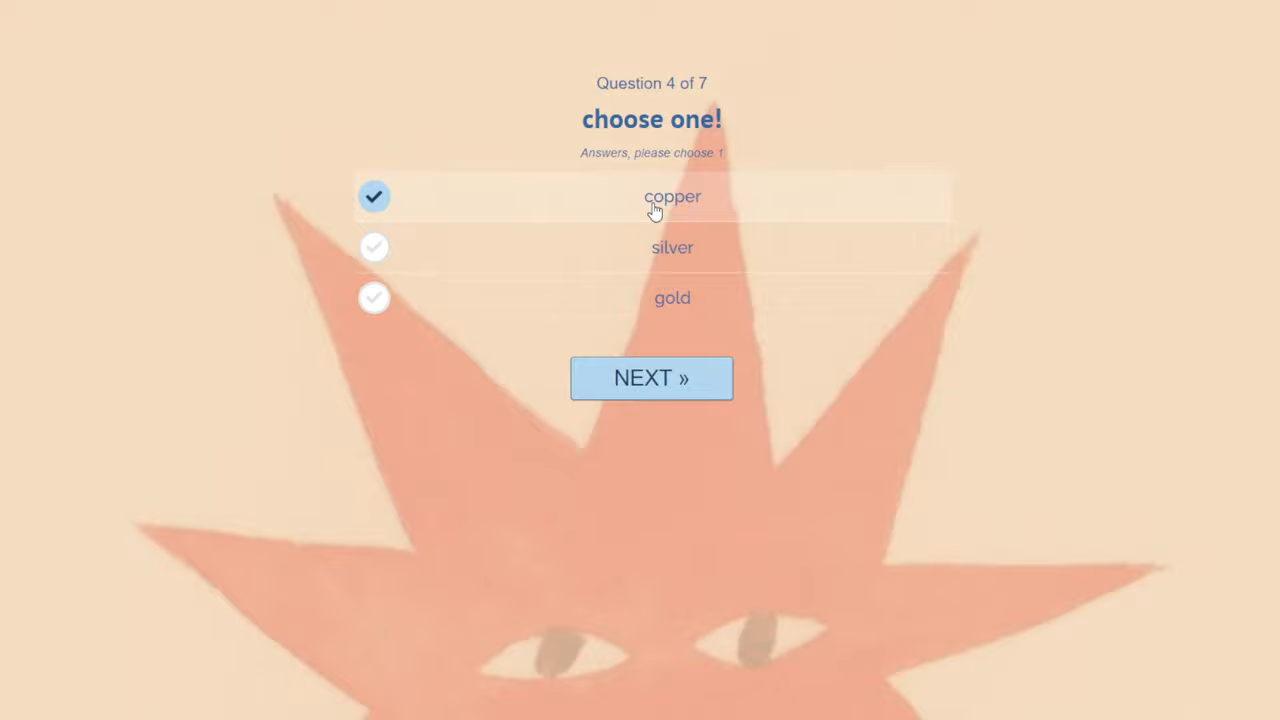 Question 4 of 7
choose one!
Answers, please choose 1
copper
silver
gold
NEXT »